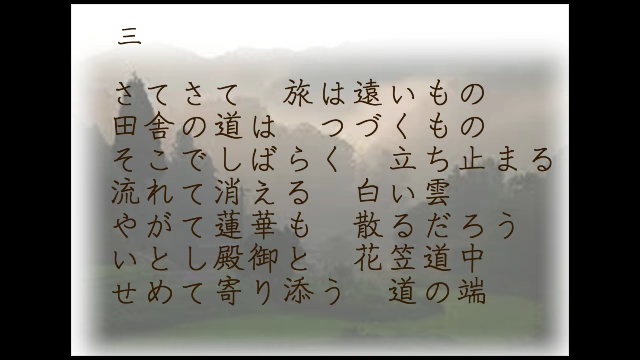 三
さてさて　旅は遠いもの
田舎の道は　つづくもの
そこでしばらく　立ち止まる
流れて消える　白い雲
やがて蓮華も　散るだろう
いとし殿御と　花笠道中
せめて寄り添う　道の端